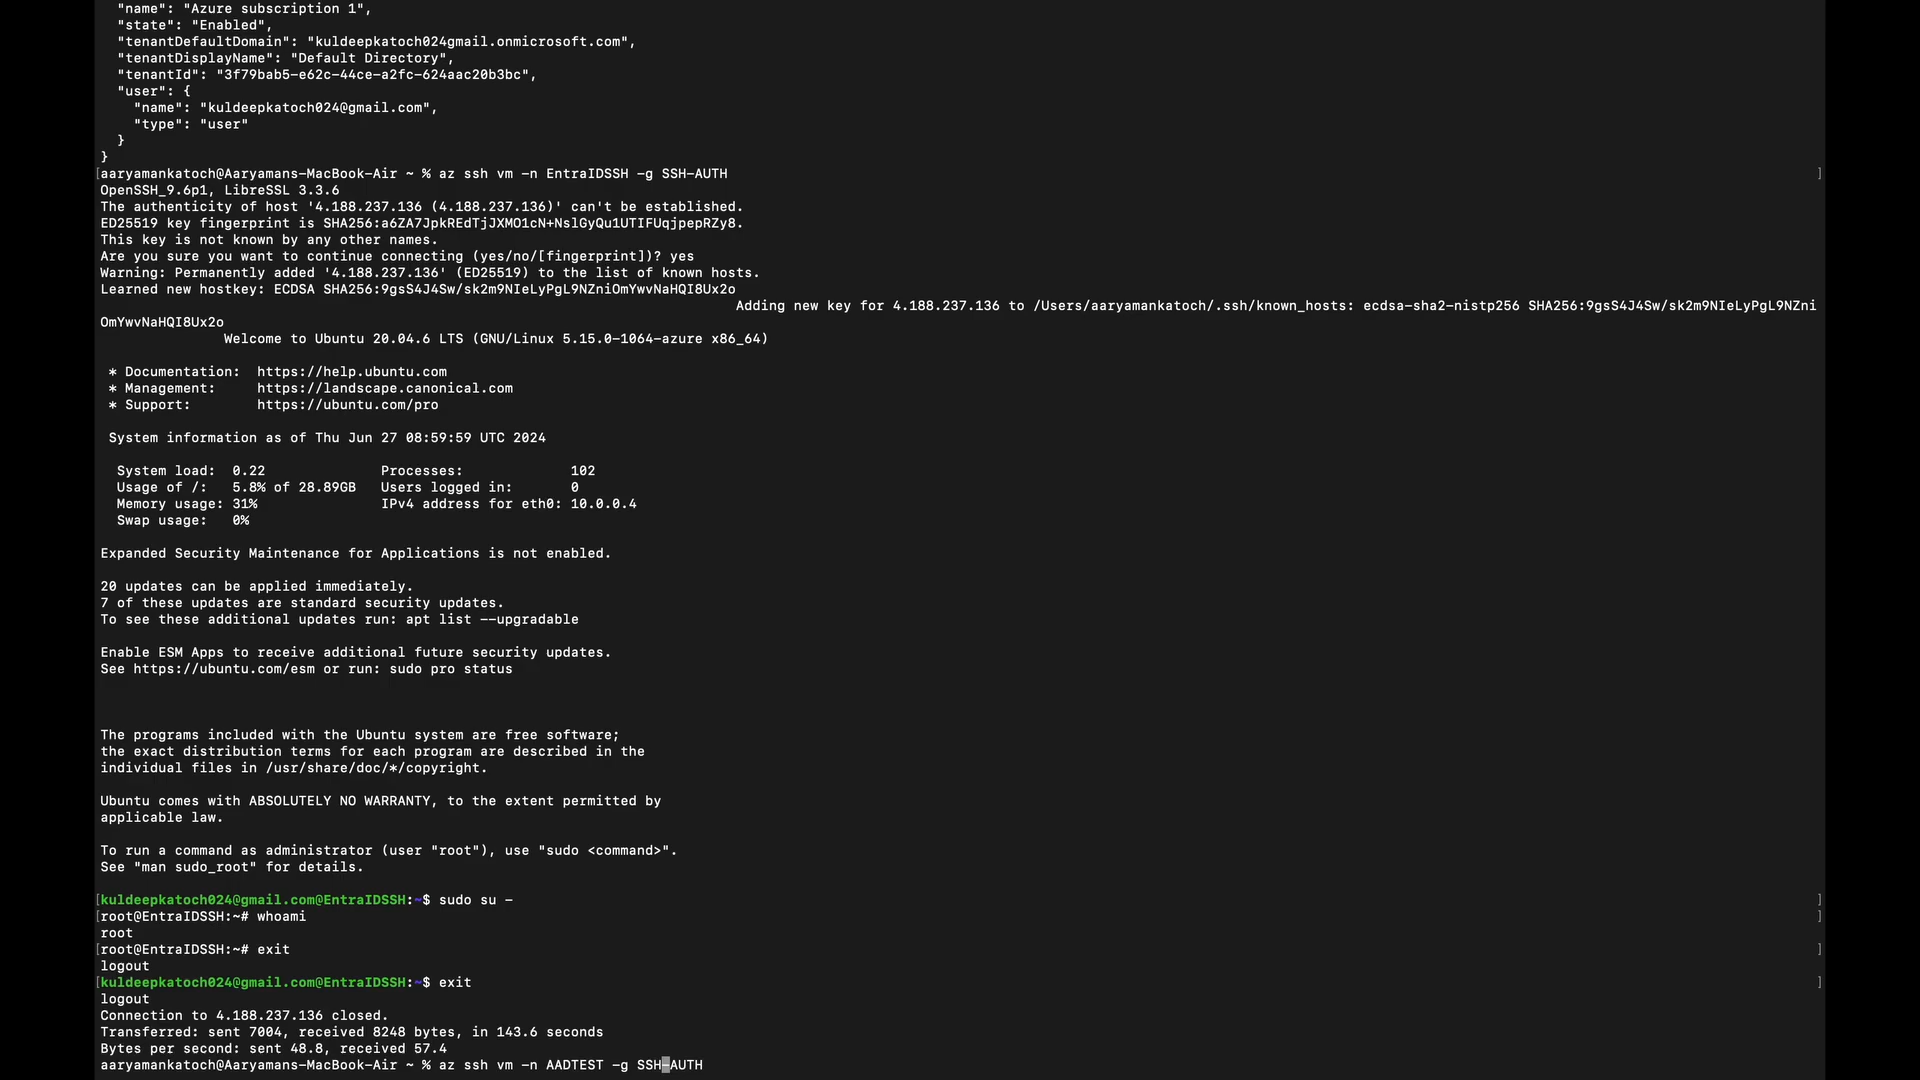 "name": "Azure subscription 1",
"state": "Enabled",
"tenantDefaultDomain": "kuldeepkatoch024gmail.onmicrosoft.com",
"tenantDisplayName": "Default Directory",
"tenantId": "3f79bab5-e62c-44ce-a2fc-624aac20b3bc",
"user": {
"name": "kuldeepkatoch024@gmail.com",
"type": "user"
}
}
[aaryamankatoch@Aaryamans-MacBook-Air ~ % az ssh vm -n EntraIDSSH -g SSH-AUTH ]
OpenSSH_9.6p1, LibreSSL 3.3.6
The authenticity of host '4.188.237.136 (4.188.237.136)' can't be established.
ED25519 key fingerprint is SHA256:a6ZA7JpkREdTjJXMO1cN+NslGyQu1UTIFUqjpepRZy8.
This key is not known by any other names.
Are you sure you want to continue connecting (yes/no/[fingerprint])? yes
Warning: Permanently added '4.188.237.136' (ED25519) to the list of known hosts.
Learned new hostkey: ECDSA SHA256:9gsS4J4Sw/sk2m9NIeLyPgL9NZniOmYwvNaHQI8Ux2o
Adding new key for 4.188.237.136 to /Users/aaryamankatoch/.ssh/known_hosts: ecdsa-sha2-nistp256 SHA256:9gsS4J4Sw/sk2m9NIeLyPgL9NZni
OmYwvNaHQI8Ux2o
Welcome to Ubuntu 20.04.6 LTS (GNU/Linux 5.15.0-1064-azure x86_64)
* Documentation:  https://help.ubuntu.com
* Management:     https://landscape.canonical.com
* Support:        https://ubuntu.com/pro
System information as of Thu Jun 27 08:59:59 UTC 2024
System load:  0.22              Processes:             102
Usage of /:   5.8% of 28.89GB   Users logged in:       0
Memory usage: 31%               IPv4 address for eth0: 10.0.0.4
Swap usage:   0%
Expanded Security Maintenance for Applications is not enabled.
20 updates can be applied immediately.
7 of these updates are standard security updates.
To see these additional updates run: apt list --upgradable
Enable ESM Apps to receive additional future security updates.
See https://ubuntu.com/esm or run: sudo pro status
The programs included with the Ubuntu system are free software;
the exact distribution terms for each program are described in the
individual files in /usr/share/doc/*/copyright.
Ubuntu comes with ABSOLUTELY NO WARRANTY, to the extent permitted by
applicable law.
To run a command as administrator (user "root"), use "sudo <command>".
See "man sudo_root" for details.
[kuldeepkatoch024@gmail.com@EntraIDSSH:~$ sudo su - ]
[root@EntraIDSSH:~# whoami ]
root
[root@EntraIDSSH:~# exit ]
logout
[kuldeepkatoch024@gmail.com@EntraIDSSH:~$ exit ]
logout
Connection to 4.188.237.136 closed.
Transferred: sent 7004, received 8248 bytes, in 143.6 seconds
Bytes per second: sent 48.8, received 57.4
aaryamankatoch@Aaryamans-MacBook-Air ~ % az ssh vm -n AADTEST -g SSH-AUTH